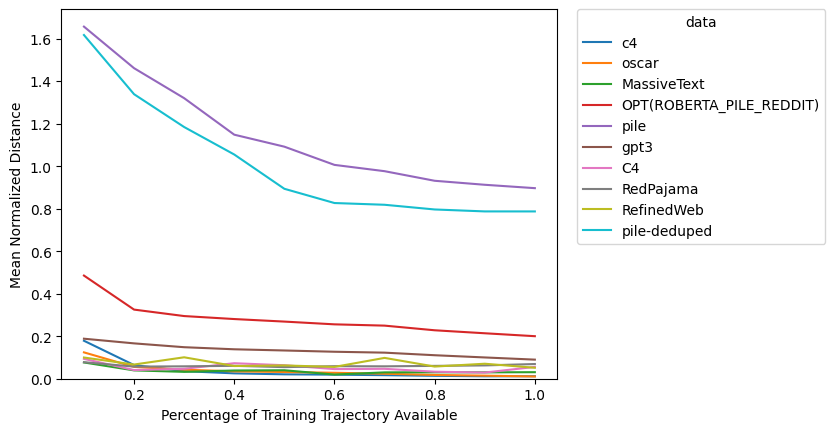 data
c4
oscar
MassiveText
OPT(ROBERTA_PILE_REDDIT)
pile
gpt3
C4
RedPajama
RefinedWeb
pile-deduped
Mean Normalized Distance
1.6
1.4
1.2
1.0
0.8
0.6
0.4
0.2
0.0
0.2 0.4 0.6 0.8 1.0
Percentage of Training Trajectory Available